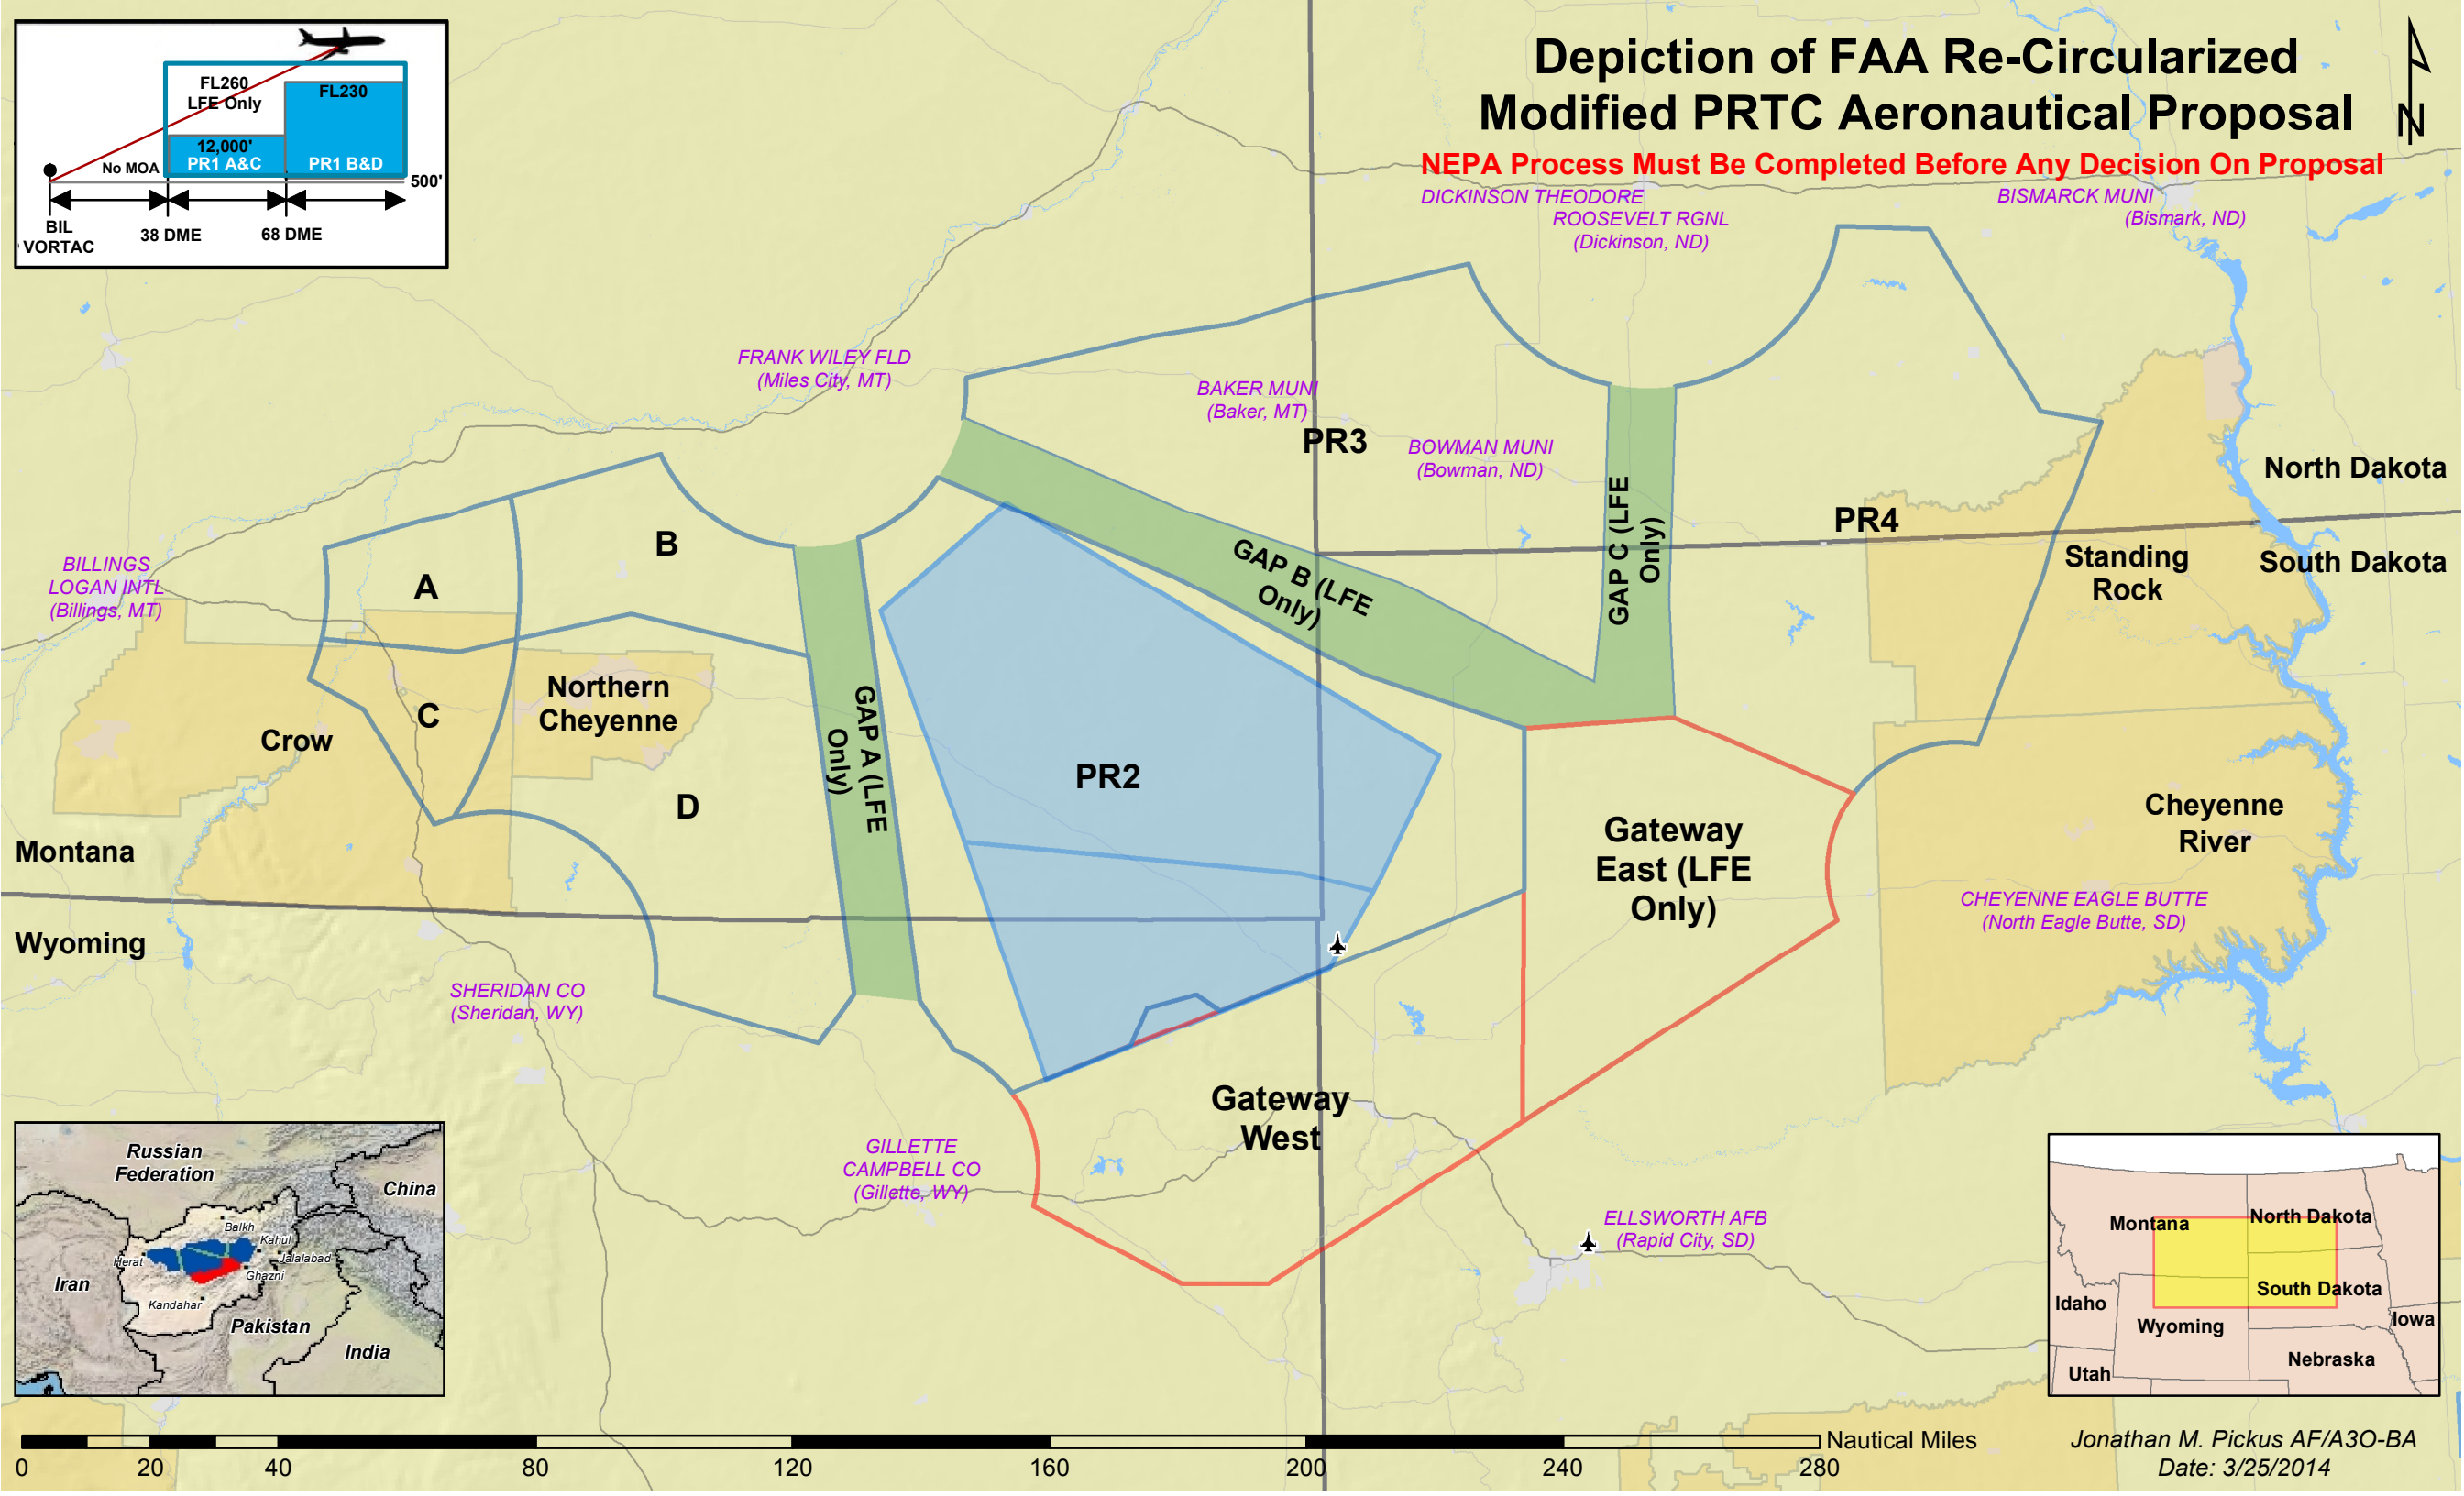 Depiction of FAA Re-Circularized
Modified PRTC Aeronautical Proposal
NEPA Process Must Be Completed Before Any Decision On Proposal
N
FL260
LFE Only
FL230
12,000'
PR1 A&C
PR1 B&D
No MOA
500'
BIL
VORTAC
38 DME
68 DME
DICKINSON THEODORE
ROOSEVELT RGNL
(Dickinson, ND)
BISMARCK MUNI
(Bismark, ND)
FRANK WILEY FLD
(Miles City, MT)
BAKER MUNI
(Baker, MT)
PR3
BOWMAN MUNI
(Bowman, ND)
North Dakota
South Dakota
PR4
Standing
Rock
BILLINGS
LOGAN INTL
(Billings, MT)
A
B
C
D
Crow
Northern
Cheyenne
GAP A (LFE
Only)
GAP B (LFE
Only)
GAP C (LFE
Only)
PR2
Gateway
East (LFE
Only)
Cheyenne
River
CHEYENNE EAGLE BUTTE
(North Eagle Butte, SD)
Montana
Wyoming
SHERIDAN CO
(Sheridan, WY)
Gateway
West
GILLETTE
CAMPBELL CO
(Gillette, WY)
ELLSWORTH AFB
(Rapid City, SD)
Russian
Federation
China
Balkh
Kahul
Jalalabad
Herat
Ghazni
Iran
Kandahar
Pakistan
India
Montana
North Dakota
South Dakota
Idaho
Wyoming
Iowa
Nebraska
Utah
Nautical Miles
0 20 40 80 120 160 200 240 280
Jonathan M. Pickus AF/A3O-BA
Date: 3/25/2014